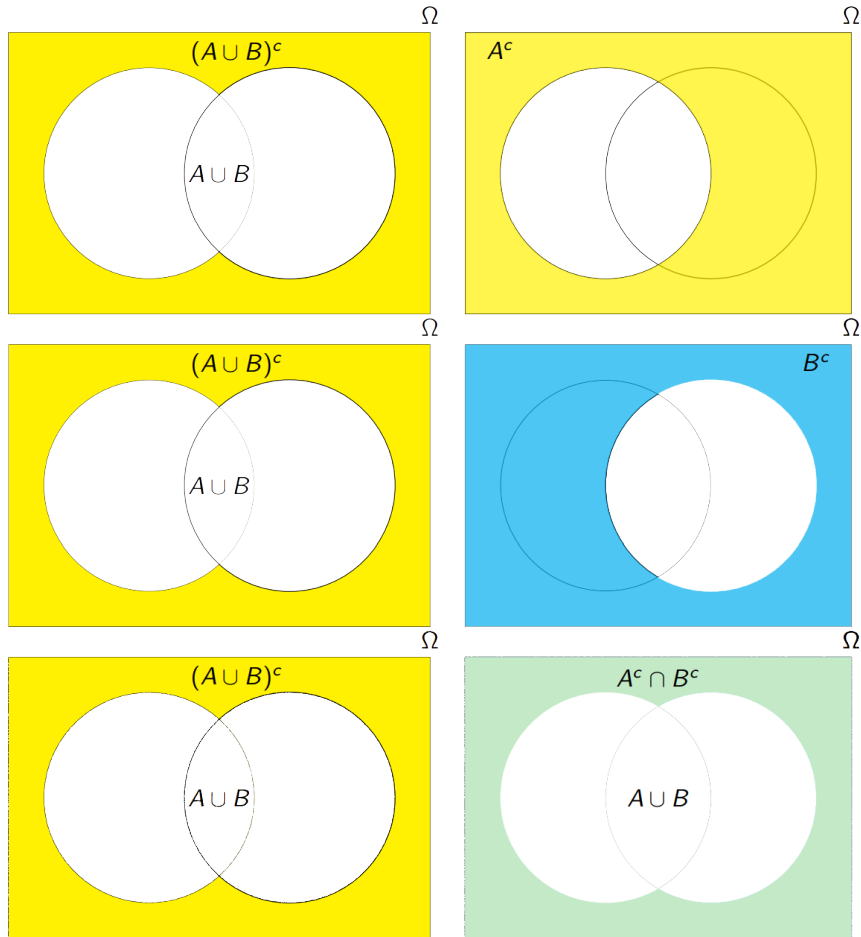 Ω Ω
(A ∪ B)ᶜ Aᶜ
A ∪ B
Ω Ω
(A ∪ B)ᶜ Bᶜ
A ∪ B
Ω Ω
(A ∪ B)ᶜ Aᶜ ∩ Bᶜ
A ∪ B A ∪ B